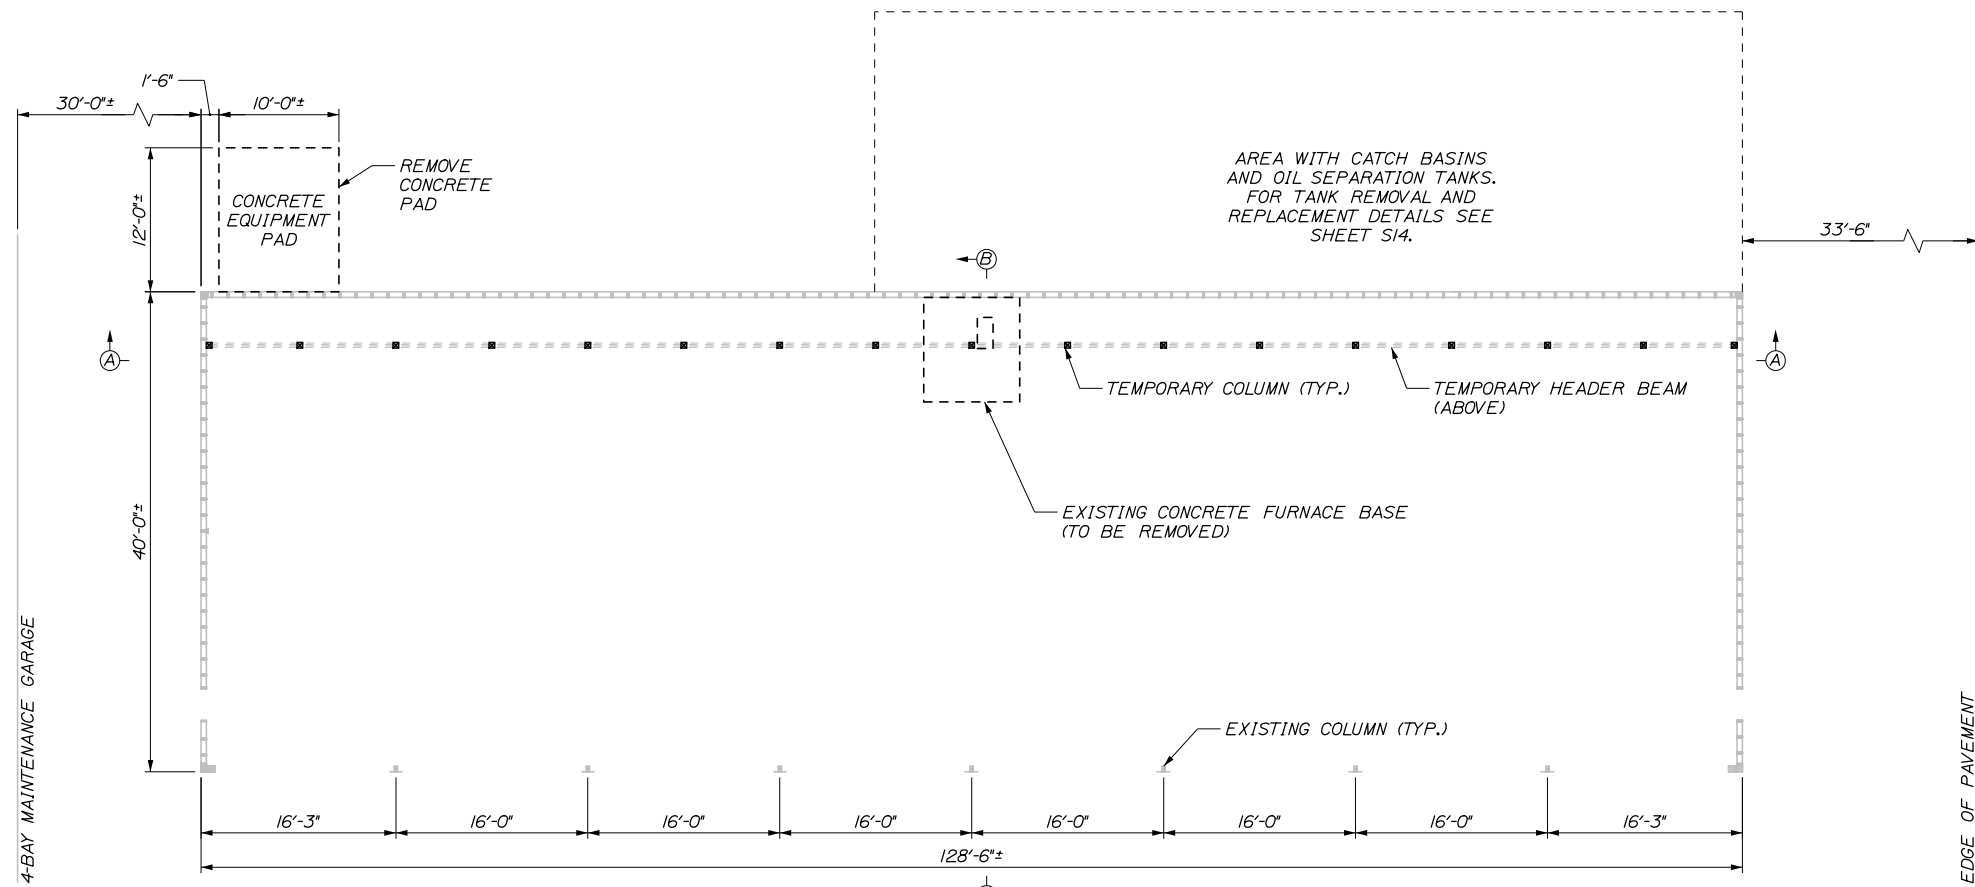 1'-6"
30'-0"±
10'-0"±
12'-0"±
CONCRETE
EQUIPMENT
PAD
REMOVE
CONCRETE
PAD
AREA WITH CATCH BASINS
AND OIL SEPARATION TANKS.
FOR TANK REMOVAL AND
REPLACEMENT DETAILS SEE
SHEET S14.
33'-6"
B
A
A
TEMPORARY COLUMN (TYP.)
TEMPORARY HEADER BEAM
(ABOVE)
40'-0"±
EXISTING CONCRETE FURNACE BASE
(TO BE REMOVED)
EXISTING COLUMN (TYP.)
4-BAY MAINTENANCE GARAGE
EDGE OF PAVEMENT
16'-3"
16'-0"
16'-0"
16'-0"
16'-0"
16'-0"
16'-0"
16'-3"
128'-6"±